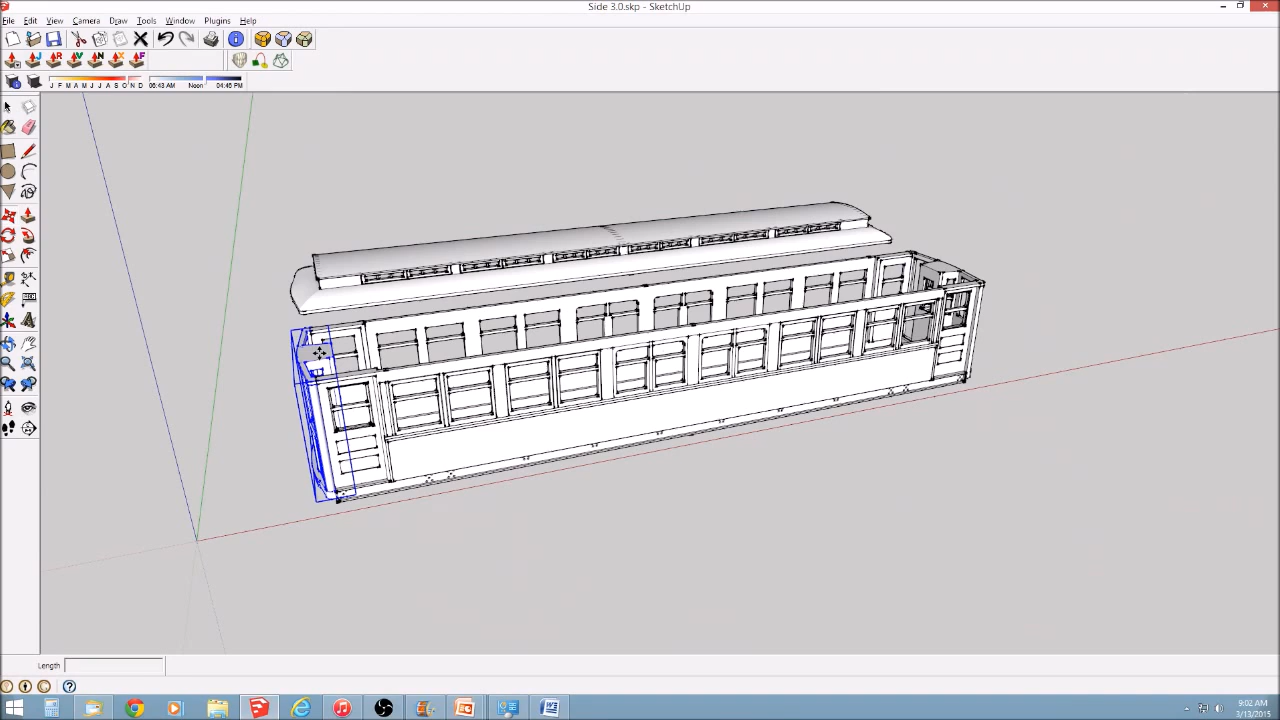 Side 3.0.skp - SketchUp
File Edit View Camera Draw Tools Window Plugins Help
J R V N X F
J F M A M J J A S O N D 06:43 AM Noon 04:46 PM
Length
9:02 AM
3/13/2015